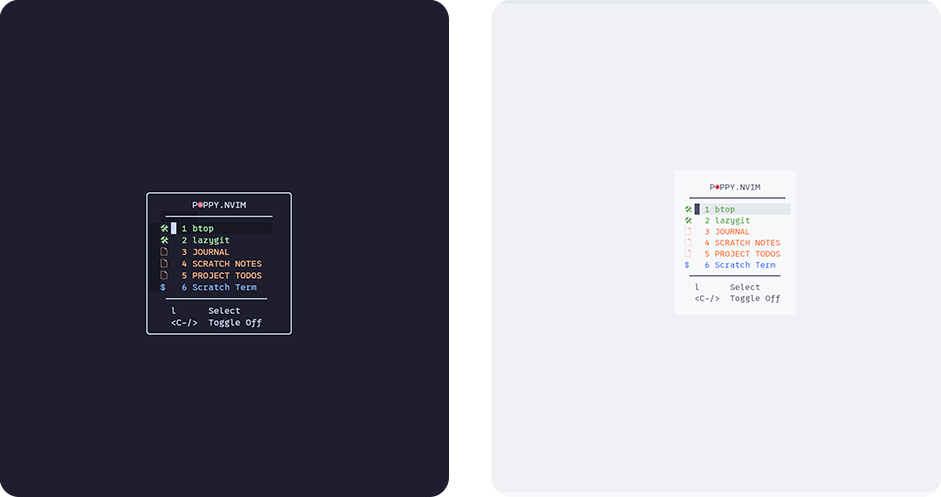 P✺PPY.NVIM
1 btop
2 lazygit
3 JOURNAL
4 SCRATCH NOTES
5 PROJECT TODOS
$ 6 Scratch Term
l Select
<C-/> Toggle Off
P✺PPY.NVIM
1 btop
2 lazygit
3 JOURNAL
4 SCRATCH NOTES
5 PROJECT TODOS
$ 6 Scratch Term
l Select
<C-/> Toggle Off